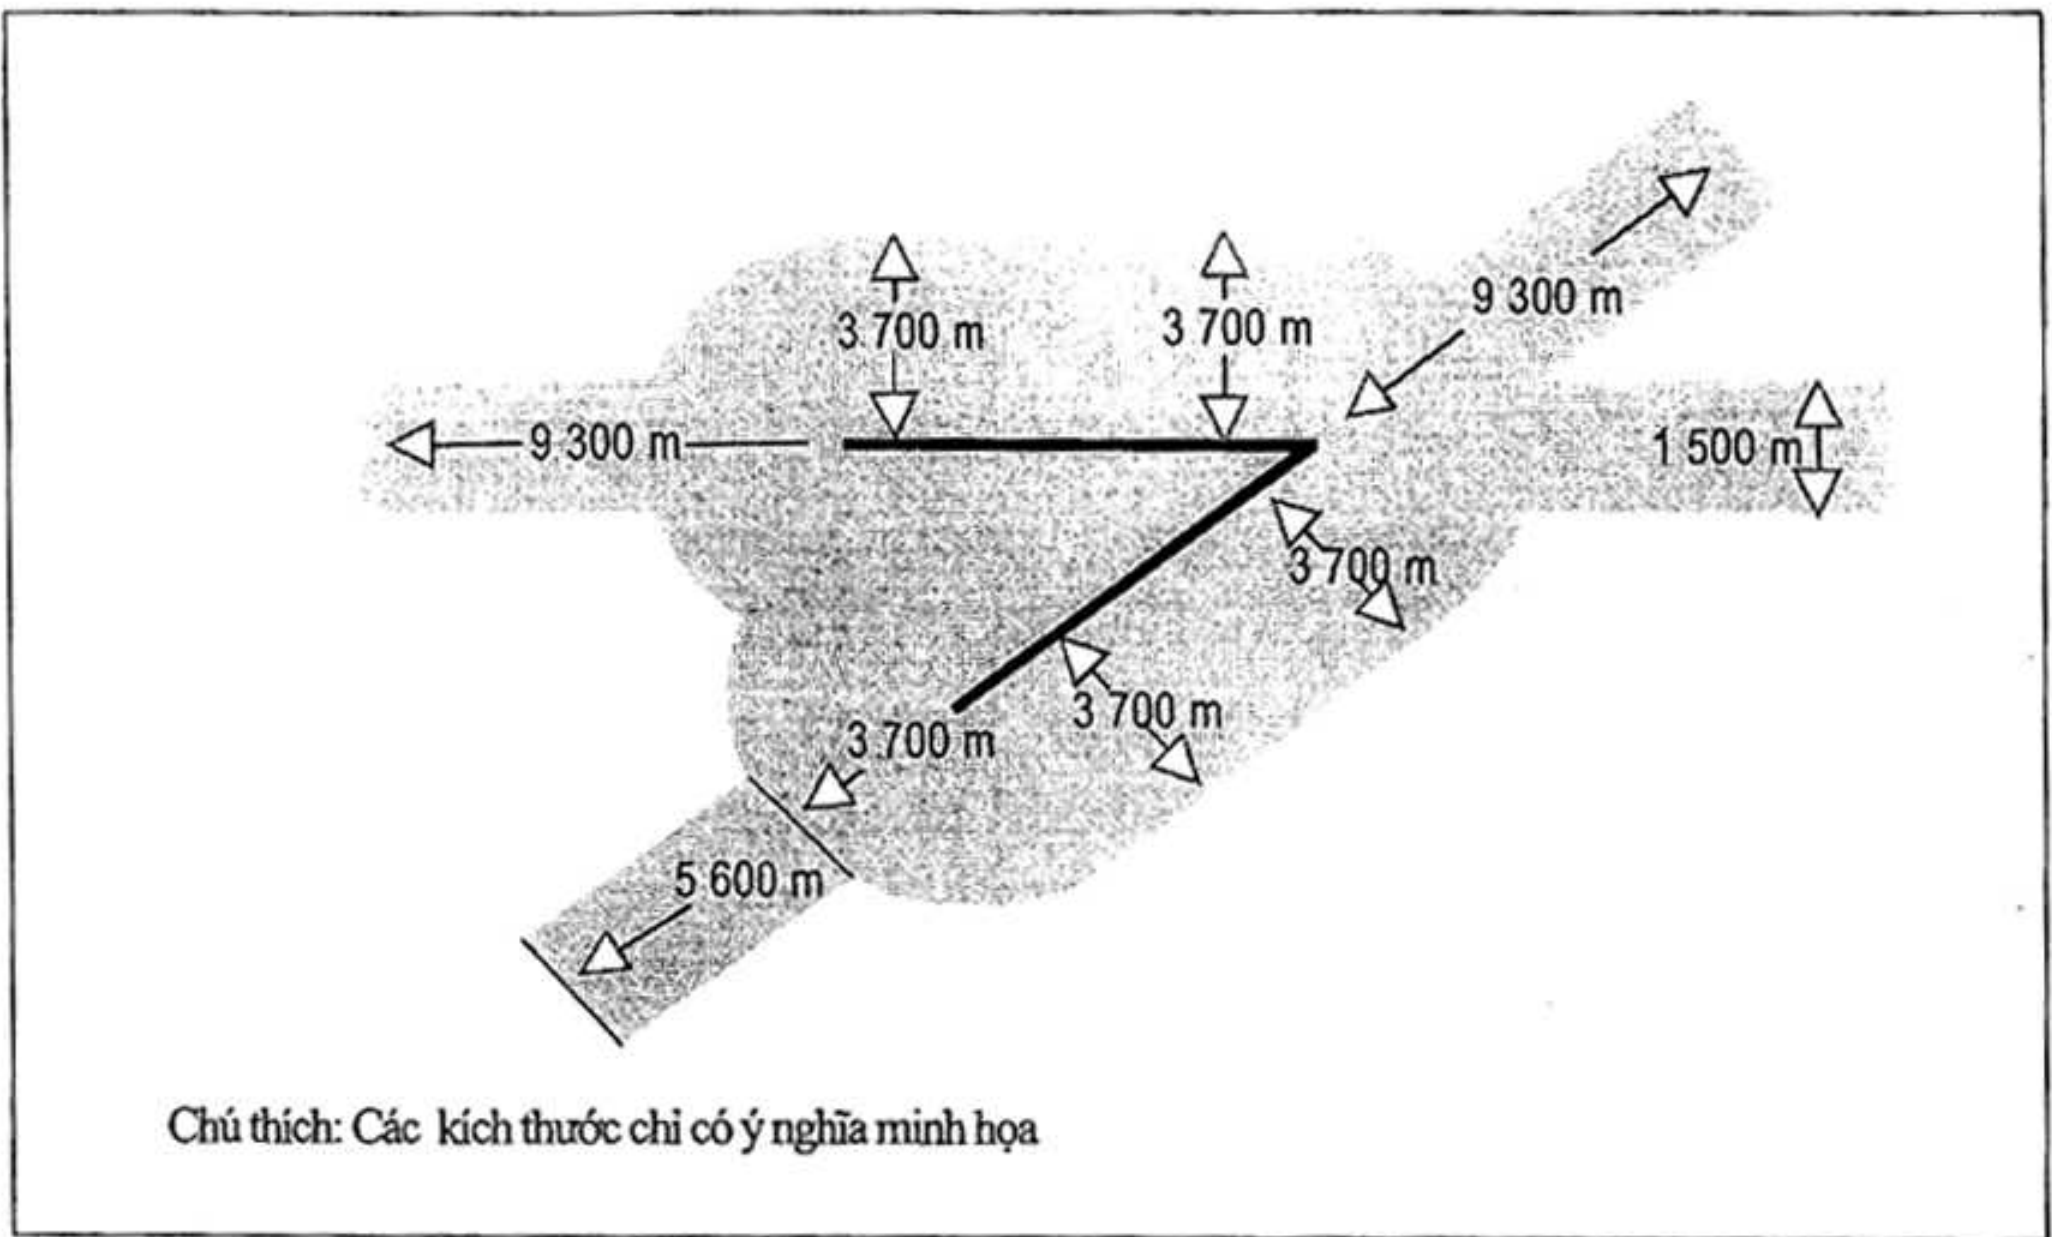 9 300 m
3 700 m
3 700 m
9 300 m
1 500 m
3 700 m
3 700 m
3 700 m
5 600 m
Chú thích: Các kích thước chỉ có ý nghĩa minh họa